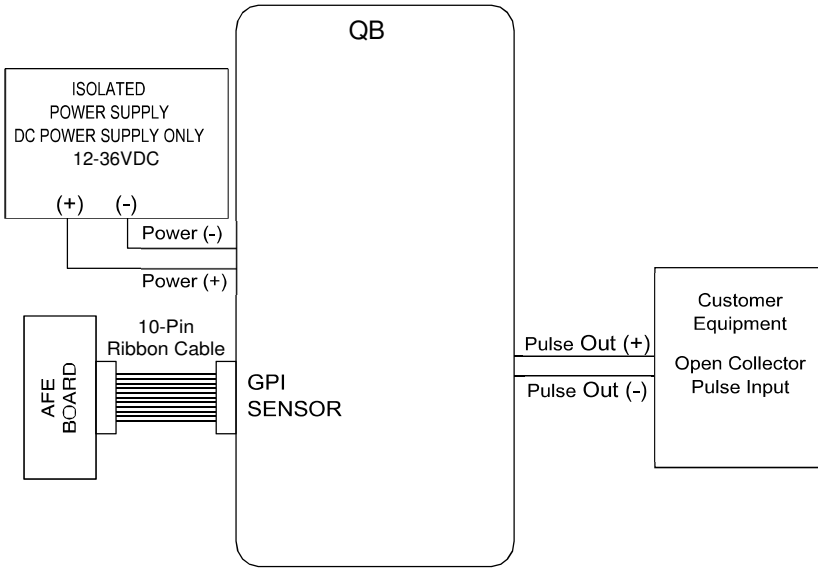 QB
ISOLATED
POWER SUPPLY
DC POWER SUPPLY ONLY
12-36VDC
(+) (-)
Power (-)
Power (+)
10-Pin
Ribbon Cable
AFE
BOARD
GPI
SENSOR
Pulse Out (+)
Pulse Out (-)
Customer
Equipment
Open Collector
Pulse Input